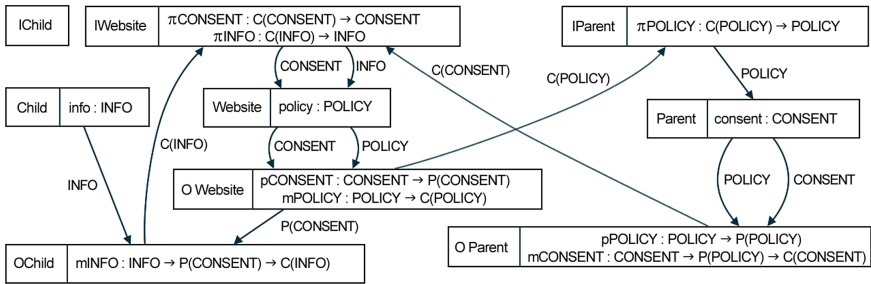 IChild
IWebsite
πCONSENT : C(CONSENT) → CONSENT
πINFO : C(INFO) → INFO
IParent
πPOLICY : C(POLICY) → POLICY
CONSENT
INFO
C(CONSENT)
C(POLICY)
POLICY
Child
info : INFO
Website
policy : POLICY
Parent
consent : CONSENT
C(INFO)
CONSENT
POLICY
INFO
O Website
pCONSENT : CONSENT → P(CONSENT)
mPOLICY : POLICY → C(POLICY)
POLICY
CONSENT
P(CONSENT)
OChild
mINFO : INFO → P(CONSENT) → C(INFO)
O Parent
pPOLICY : POLICY → P(POLICY)
mCONSENT : CONSENT → P(POLICY) → C(CONSENT)